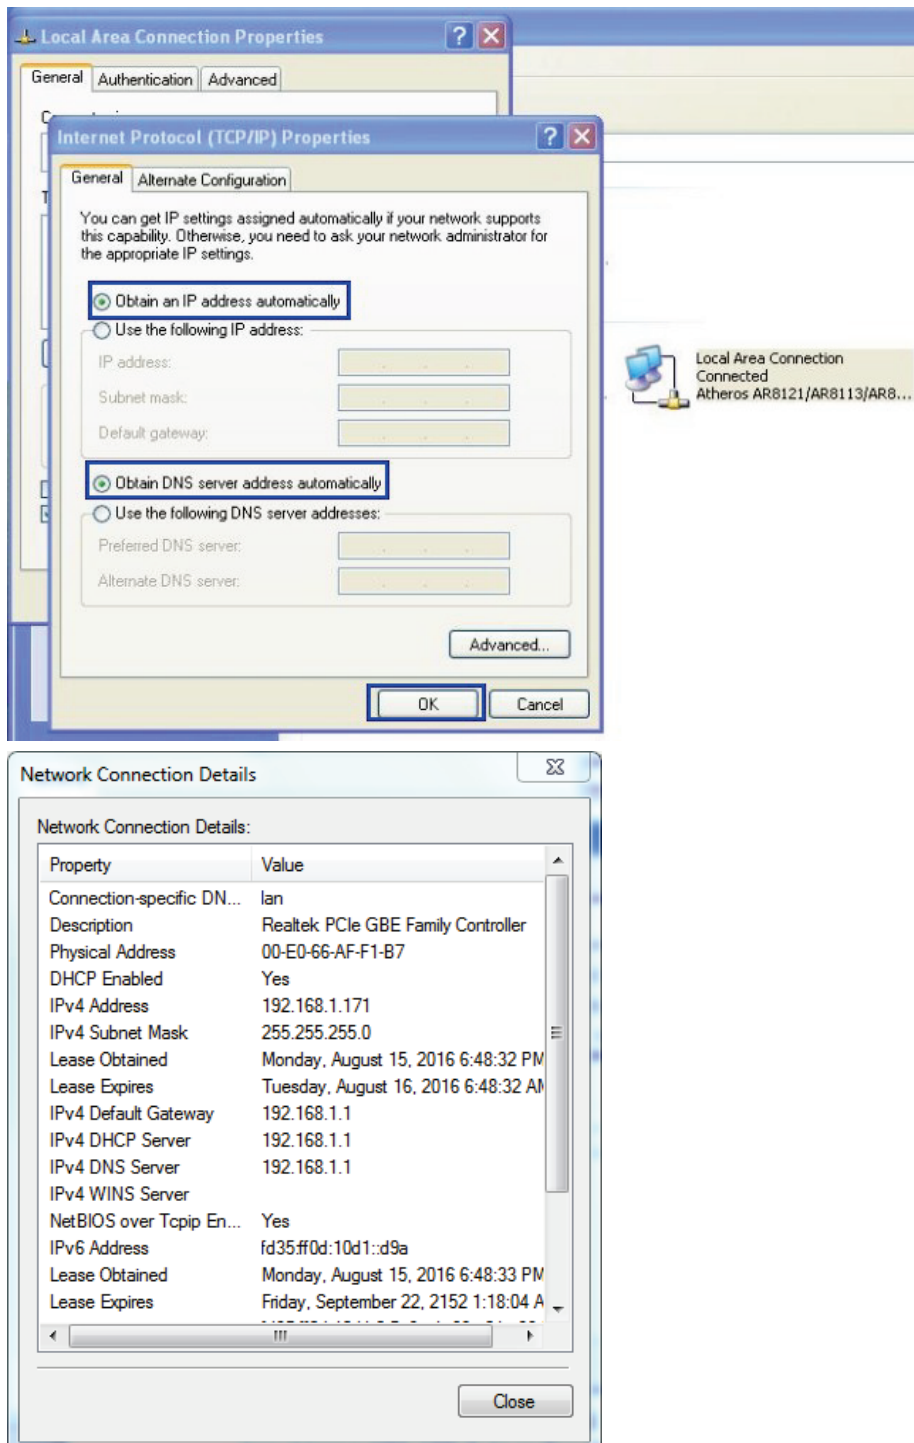 Local Area Connection Properties
General Authentication Advanced
Internet Protocol (TCP/IP) Properties
General Alternate Configuration
You can get IP settings assigned automatically if your network supports
this capability. Otherwise, you need to ask your network administrator for
the appropriate IP settings.
Obtain an IP address automatically
Use the following IP address:
IP address:
Subnet mask:
Default gateway:
Obtain DNS server address automatically
Use the following DNS server addresses:
Preferred DNS server:
Alternate DNS server:
Advanced...
OK Cancel
Local Area Connection
Connected
Atheros AR8121/AR8113/AR8...
Network Connection Details
Network Connection Details:
Property Value
Connection-specific DN... lan
Description Realtek PCIe GBE Family Controller
Physical Address 00-E0-66-AF-F1-B7
DHCP Enabled Yes
IPv4 Address 192.168.1.171
IPv4 Subnet Mask 255.255.255.0
Lease Obtained Monday, August 15, 2016 6:48:32 PM
Lease Expires Tuesday, August 16, 2016 6:48:32 AM
IPv4 Default Gateway 192.168.1.1
IPv4 DHCP Server 192.168.1.1
IPv4 DNS Server 192.168.1.1
IPv4 WINS Server
NetBIOS over Tcpip En... Yes
IPv6 Address fd35:ff0d:10d1::d9a
Lease Obtained Monday, August 15, 2016 6:48:33 PM
Lease Expires Friday, September 22, 2152 1:18:04 A
Close